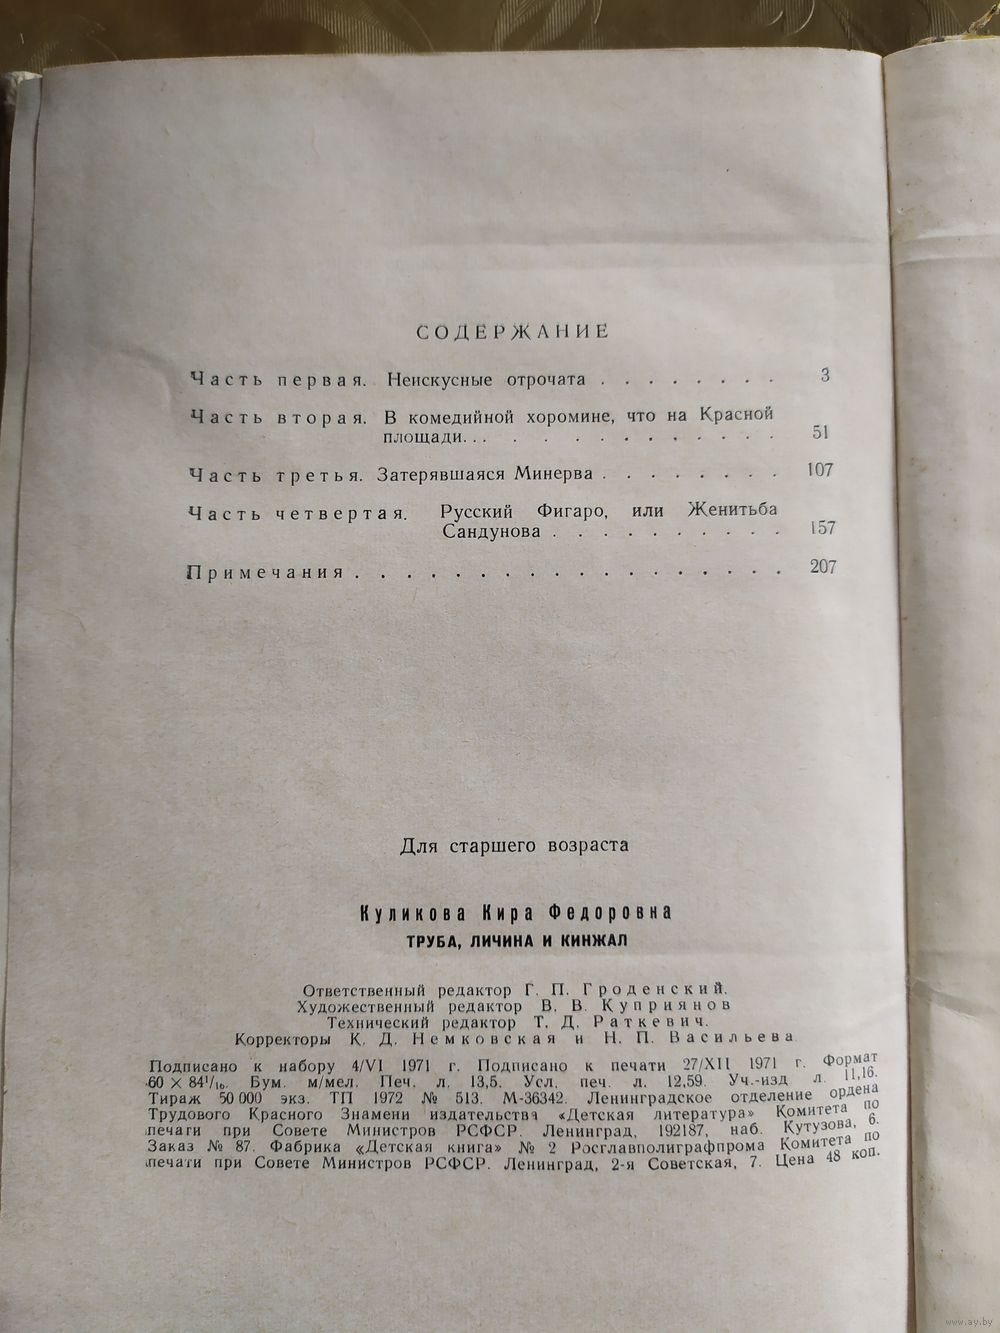 СОДЕРЖАНИЕ
Часть первая. Неискусные отрочата . . . . . . . . 3
Часть вторая. В комедийной хоромине, что на Красной
площади. . . . . . . . . . . . . 51
Часть третья. Затерявшаяся Минерва . . . . . . . . 107
Часть четвертая. Русский Фигаро, или Женитьба
Сандунова . . . . . . . . . . 157
Примечания . . . . . . . . . . . . . . . . . . 207
Для старшего возраста
Куликова Кира Федоровна
ТРУБА, ЛИЧИНА И КИНЖАЛ
Ответственный редактор Г. П. Гроденский.
Художественный редактор В. В. Куприянов
Технический редактор Т. Д. Раткевич.
Корректоры К. Д. Немковская и Н. П. Васильева.
Подписано к набору 4/VI 1971 г. Подписано к печати 27/XII 1971 г. Формат
60 × 84¹/₁₆. Бум. м/мел. Печ. л. 13,5. Усл. печ. л. 12,59. Уч.-изд л. 11,16.
Тираж 50 000 экз. ТП 1972 № 513. М-36342. Ленинградское отделение ордена
Трудового Красного Знамени издательства «Детская литература» Комитета по
печати при Совете Министров РСФСР. Ленинград, 192187, наб. Кутузова, 6.
Заказ № 87. Фабрика «Детская книга» № 2 Росглавполиграфпрома Комитета по
печати при Совете Министров РСФСР. Ленинград, 2-я Советская, 7. Цена 48 коп.
www.ay.by